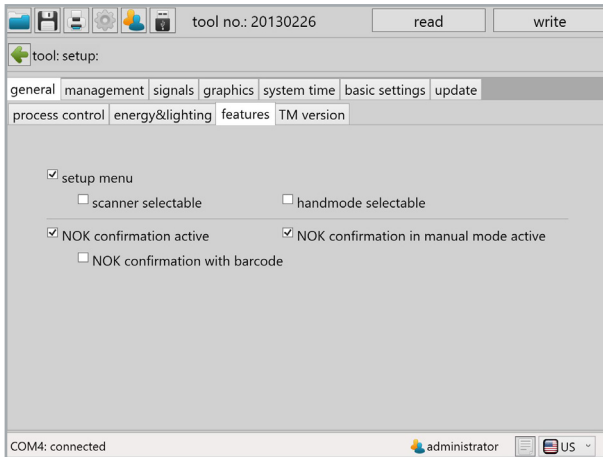 tool no.: 20130226 read write
tool: setup:
general management signals graphics system time basic settings update
process control energy&lighting features TM version
setup menu
scanner selectable handmode selectable
NOK confirmation active NOK confirmation in manual mode active
NOK confirmation with barcode
COM4: connected administrator US